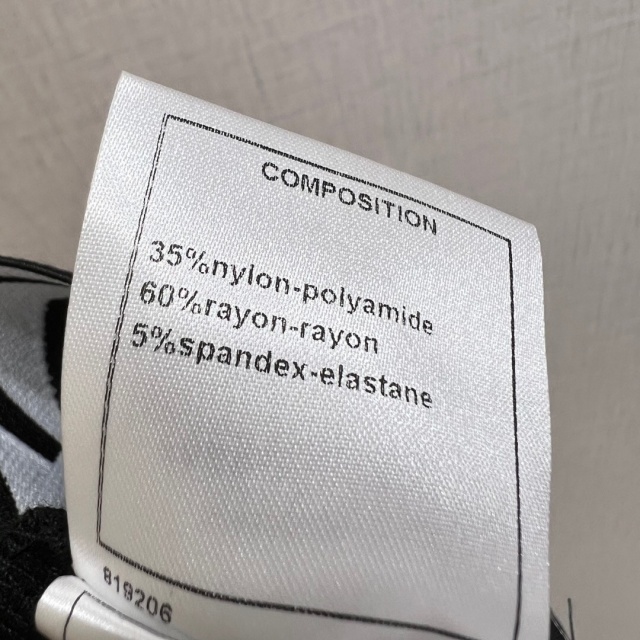 COMPOSITION
35%nylon-polyamide
60%rayon-rayon
5%spandex-elastane
819206